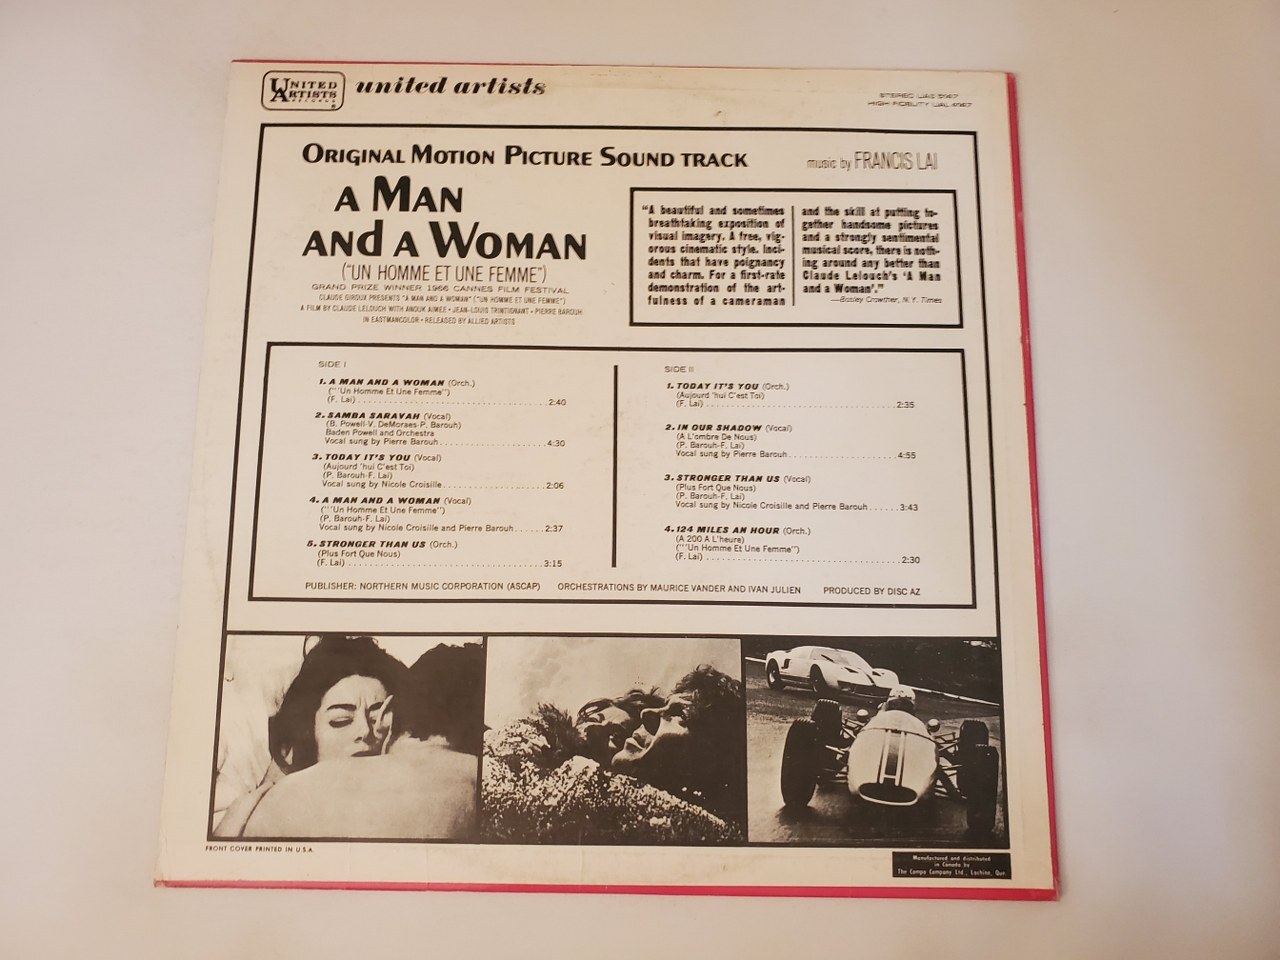 UNITED ARTISTS RECORDS
united artists
STEREO UAS 5147
HIGH FIDELITY UAL 4147
ORIGINAL MOTION PICTURE SOUND TRACK
music by FRANCIS LAI
A MAN
AND A WOMAN
("UN HOMME ET UNE FEMME")
GRAND PRIZE WINNER 1966 CANNES FILM FESTIVAL
CLAUDE GIROUX PRESENTS "A MAN AND A WOMAN" ("UN HOMME ET UNE FEMME")
A FILM BY CLAUDE LELOUCH WITH ANOUK AIMEE • JEAN-LOUIS TRINTIGNANT • PIERRE BAROUH
IN EASTMANCOLOR • RELEASED BY ALLIED ARTISTS
"A beautiful and sometimes
breathtaking exposition of
visual imagery. A free, vig-
orous cinematic style. Inci-
dents that have poignancy
and charm. For a first-rate
demonstration of the art-
fulness of a cameraman
and the skill at putting to-
gether handsome pictures
and a strongly sentimental
musical score, there is noth-
ing around any better than
Claude Lelouch's 'A Man
and a Woman'."
—Bosley Crowther, N.Y. Times
SIDE I
1. A MAN AND A WOMAN (Orch.)
("'Un Homme Et Une Femme")
(F. Lai) 2:40
2. SAMBA SARAVAH (Vocal)
(B. Powell-V. DeMoraes-P. Barouh)
Baden Powell and Orchestra
Vocal sung by Pierre Barouh 4:30
3. TODAY IT'S YOU (Vocal)
(Aujourd 'hui C'est Toi)
(P. Barouh-F. Lai)
Vocal sung by Nicole Croisille 2:06
4. A MAN AND A WOMAN (Vocal)
("'Un Homme Et Une Femme")
(P. Barouh-F. Lai)
Vocal sung by Nicole Croisille and Pierre Barouh 2:37
5. STRONGER THAN US (Orch.)
(Plus Fort Que Nous)
(F. Lai) 3:15
SIDE II
1. TODAY IT'S YOU (Orch.)
(Aujourd 'hui C'est Toi)
(F. Lai) 2:35
2. IN OUR SHADOW (Vocal)
(A L'ombre De Nous)
(P. Barouh-F. Lai)
Vocal sung by Pierre Barouh 4:55
3. STRONGER THAN US (Vocal)
(Plus Fort Que Nous)
(P. Barouh-F. Lai)
Vocal sung by Nicole Croisille and Pierre Barouh 3:43
4. 124 MILES AN HOUR (Orch.)
(A 200 A L'heure)
("'Un Homme Et Une Femme")
(F. Lai) 2:30
PUBLISHER: NORTHERN MUSIC CORPORATION (ASCAP) ORCHESTRATIONS BY MAURICE VANDER AND IVAN JULIEN PRODUCED BY DISC AZ
FRONT COVER PRINTED IN U.S.A.
Manufactured and distributed
in Canada by
The Compo Company Ltd., Lachine, Que.